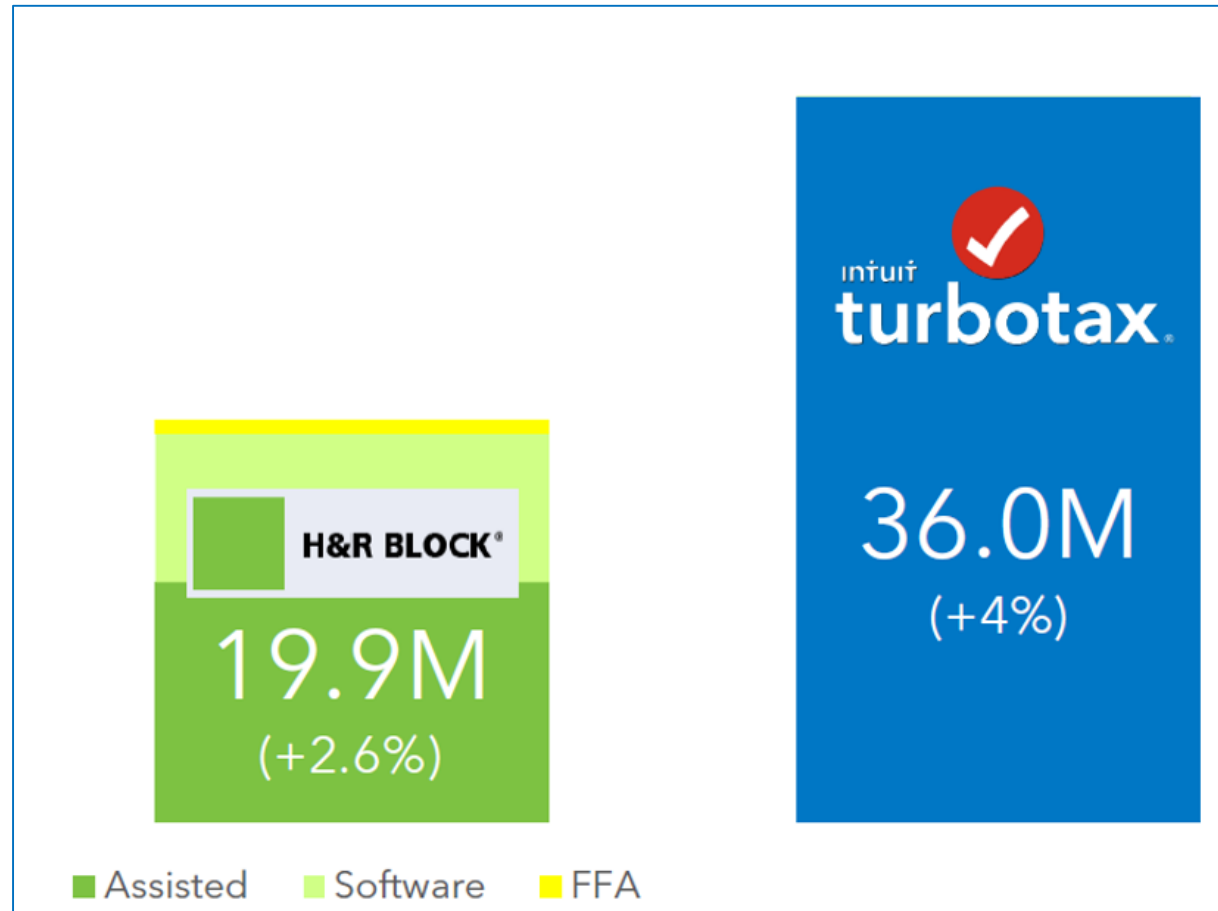 intuit
turbotax®
H&R BLOCK®
19.9M
(+2.6%)
36.0M
(+4%)
Assisted Software FFA